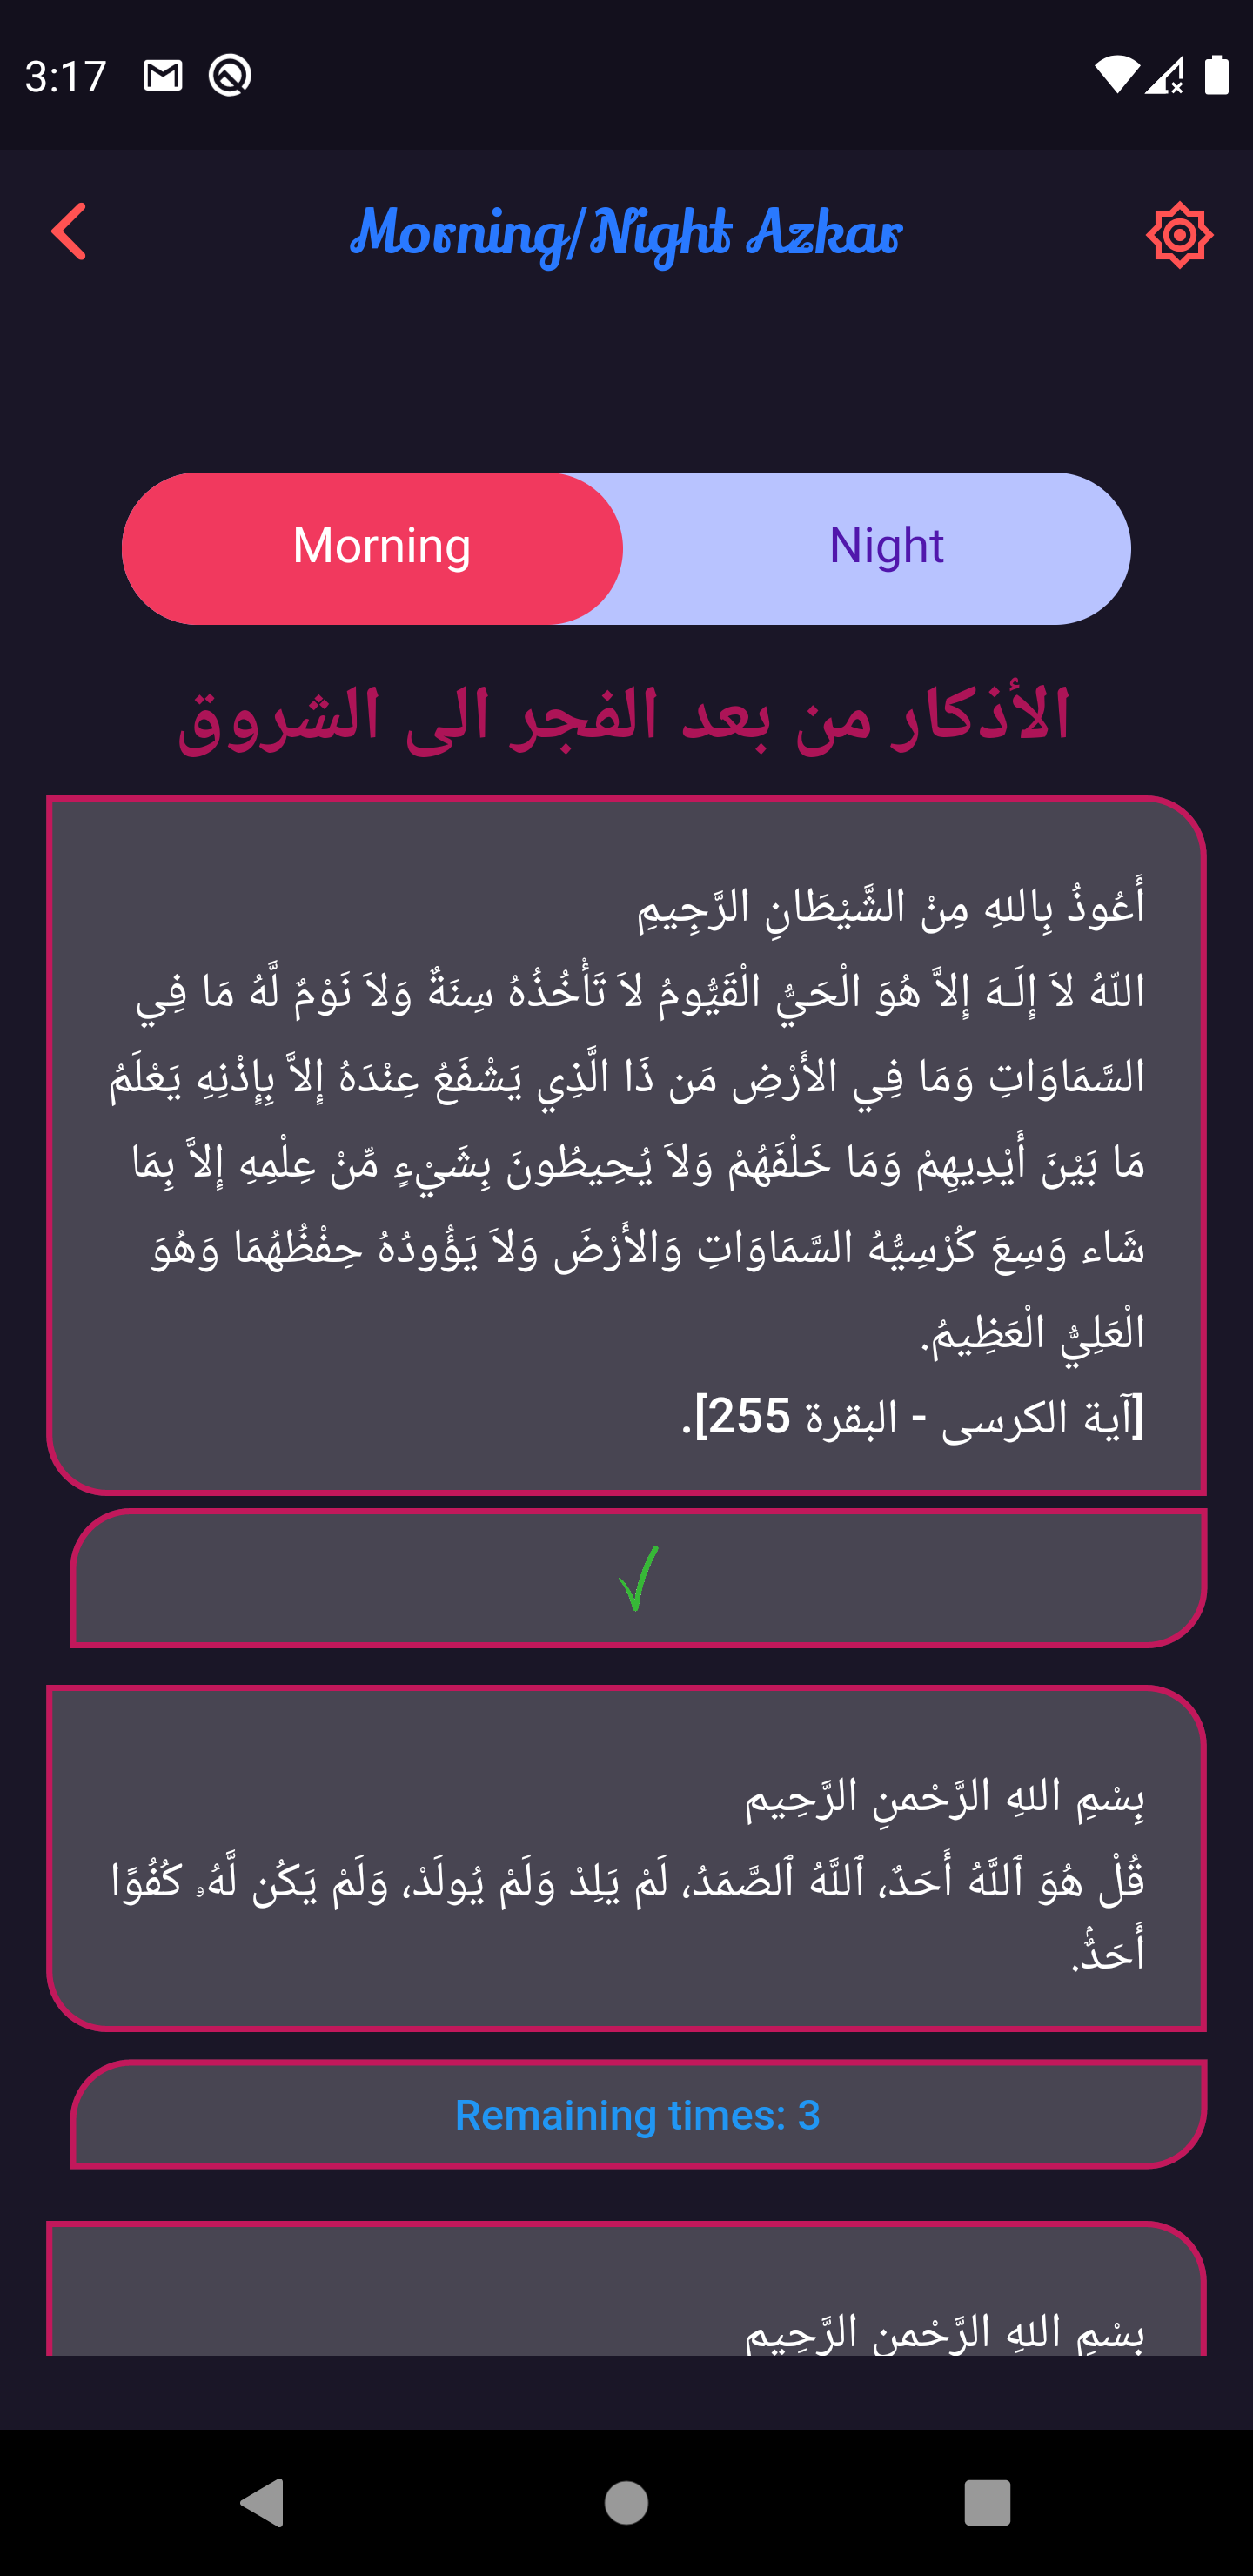 3:17
Morning/Night Azkar
Morning
Night
الأذكار من بعد الفجر الى الشروق
أَعُوذُ بِاللهِ مِنْ الشَّيْطَانِ الرَّجِيمِ
اللّهُ لاَ إِلَـهَ إِلاَّ هُوَ الْحَيُّ الْقَيُّومُ لاَ تَأْخُذُهُ سِنَةٌ وَلاَ نَوْمٌ لَّهُ مَا فِي
السَّمَاوَاتِ وَمَا فِي الأَرْضِ مَن ذَا الَّذِي يَشْفَعُ عِنْدَهُ إِلاَّ بِإِذْنِهِ يَعْلَمُ
مَا بَيْنَ أَيْدِيهِمْ وَمَا خَلْفَهُمْ وَلاَ يُحِيطُونَ بِشَيْءٍ مِّنْ عِلْمِهِ إِلاَّ بِمَا
شَاء وَسِعَ كُرْسِيُّهُ السَّمَاوَاتِ وَالأَرْضَ وَلاَ يَؤُودُهُ حِفْظُهُمَا وَهُوَ
الْعَلِيُّ الْعَظِيمُ.
[آية الكرسى - البقرة 255].
بِسْمِ اللهِ الرَّحْمنِ الرَّحِيم
قُلْ هُوَ ٱللَّهُ أَحَدٌ، ٱللَّهُ ٱلصَّمَدُ، لَمْ يَلِدْ وَلَمْ يُولَدْ، وَلَمْ يَكُن لَّهُۥ كُفُوًا
أَحَدٌۢ.
Remaining times: 3
بِسْمِ اللهِ الرَّحْمنِ الرَّحِيم